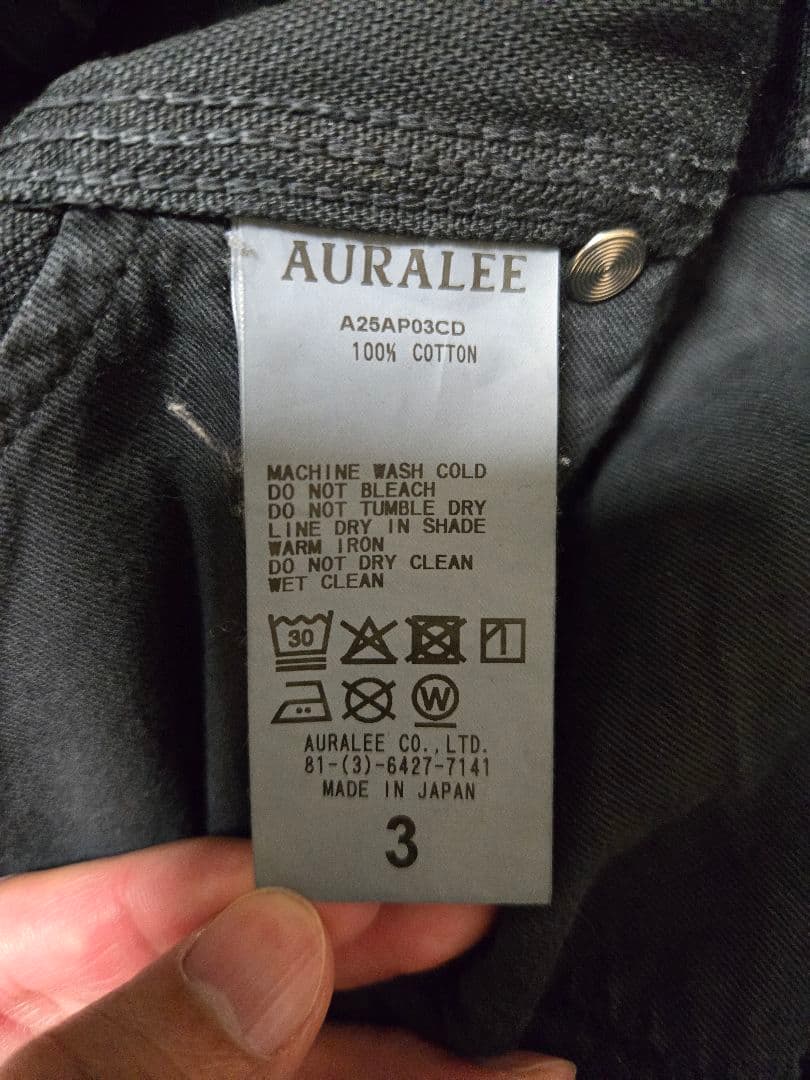 AURALEE
A25AP03CD
100% COTTON
MACHINE WASH COLD
DO NOT BLEACH
DO NOT TUMBLE DRY
LINE DRY IN SHADE
WARM IRON
DO NOT DRY CLEAN
WET CLEAN
30
W
AURALEE CO.,LTD.
81-(3)-6427-7141
MADE IN JAPAN
3